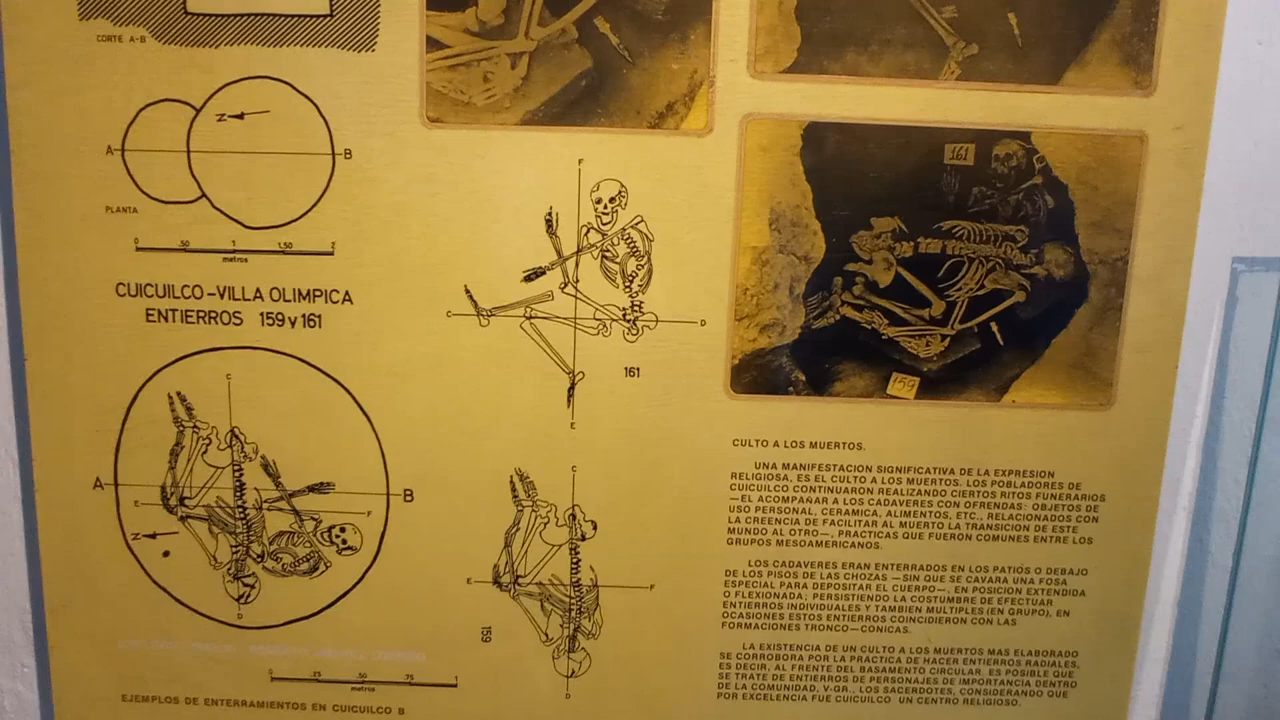 CORTE A-B
N
A
B
PLANTA
0 .50 1 1,50 2
metros
CUICUILCO-VILLA OLIMPICA
ENTIERROS 159 y 161
C
A
B
E
F
N
D
0 .25 .50 .75 1
metros
EJEMPLOS DE ENTERRAMIENTOS EN CUICUILCO B
F
C
D
161
E
C
E
F
159
D
161
159
CULTO A LOS MUERTOS.
UNA MANIFESTACION SIGNIFICATIVA DE LA EXPRESION
RELIGIOSA, ES EL CULTO A LOS MUERTOS. LOS POBLADORES DE
CUICUILCO CONTINUARON REALIZANDO CIERTOS RITOS FUNERARIOS
—EL ACOMPAÑAR A LOS CADAVERES CON OFRENDAS: OBJETOS DE
USO PERSONAL, CERAMICA, ALIMENTOS, ETC., RELACIONADOS CON
LA CREENCIA DE FACILITAR AL MUERTO LA TRANSICION DE ESTE
MUNDO AL OTRO—, PRACTICAS QUE FUERON COMUNES ENTRE LOS
GRUPOS MESOAMERICANOS.
LOS CADAVERES ERAN ENTERRADOS EN LOS PATIOS O DEBAJO
DE LOS PISOS DE LAS CHOZAS —SIN QUE SE CAVARA UNA FOSA
ESPECIAL PARA DEPOSITAR EL CUERPO—, EN POSICION EXTENDIDA
O FLEXIONADA; PERSISTIENDO LA COSTUMBRE DE EFECTUAR
ENTIERROS INDIVIDUALES Y TAMBIEN MULTIPLES (EN GRUPO), EN
OCASIONES ESTOS ENTIERROS COINCIDIERON CON LAS
FORMACIONES TRONCO—CONICAS.
LA EXISTENCIA DE UN CULTO A LOS MUERTOS MAS ELABORADO
SE CORROBORA POR LA PRACTICA DE HACER ENTIERROS RADIALES,
ES DECIR, AL FRENTE DEL BASAMENTO CIRCULAR. ES POSIBLE QUE
SE TRATE DE ENTIERROS DE PERSONAJES DE IMPORTANCIA DENTRO
DE LA COMUNIDAD, V-GR., LOS SACERDOTES, CONSIDERANDO QUE
POR EXCELENCIA FUE CUICUILCO UN CENTRO RELIGIOSO.